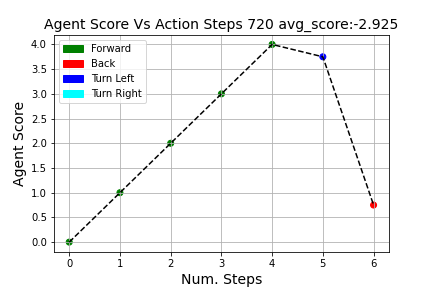 Agent Score Vs Action Steps 720 avg_score:-2.925
4.0
3.5
3.0
2.5
2.0
1.5
1.0
0.5
0.0
Agent Score
Forward
Back
Turn Left
Turn Right
0 1 2 3 4 5 6
Num. Steps